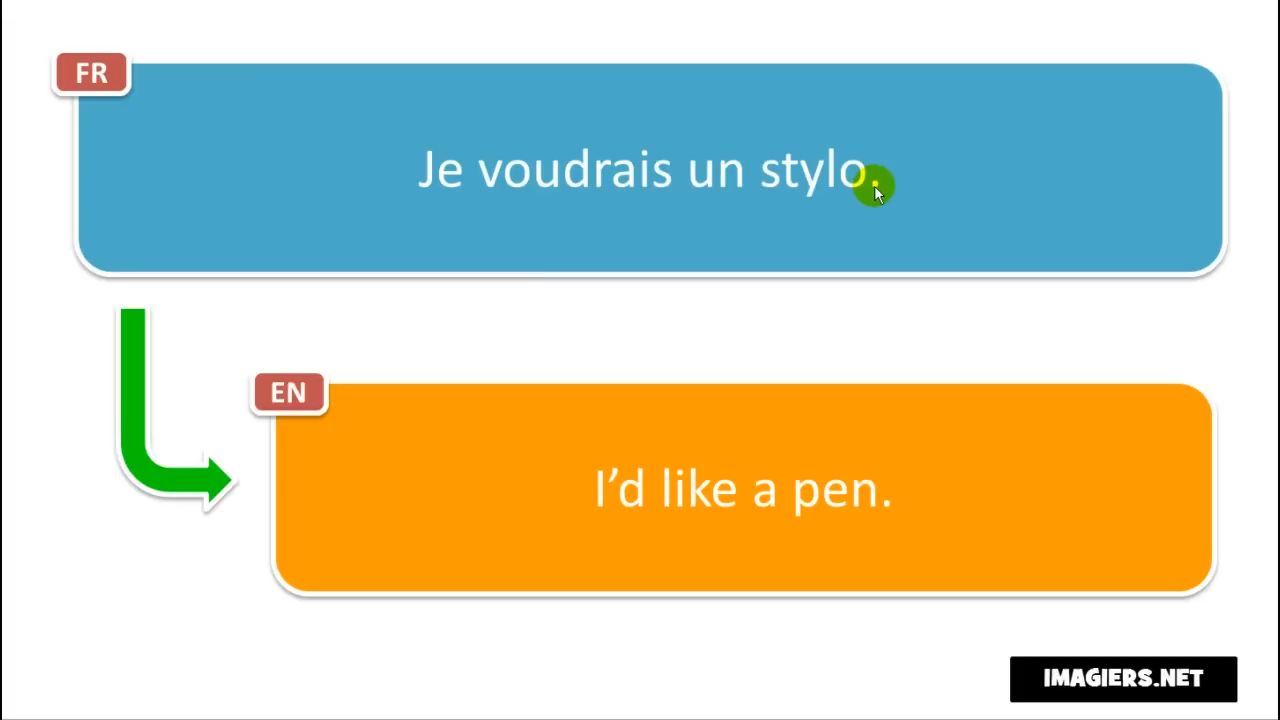 FR
Je voudrais un stylo.
EN
I’d like a pen.
IMAGIERS.NET